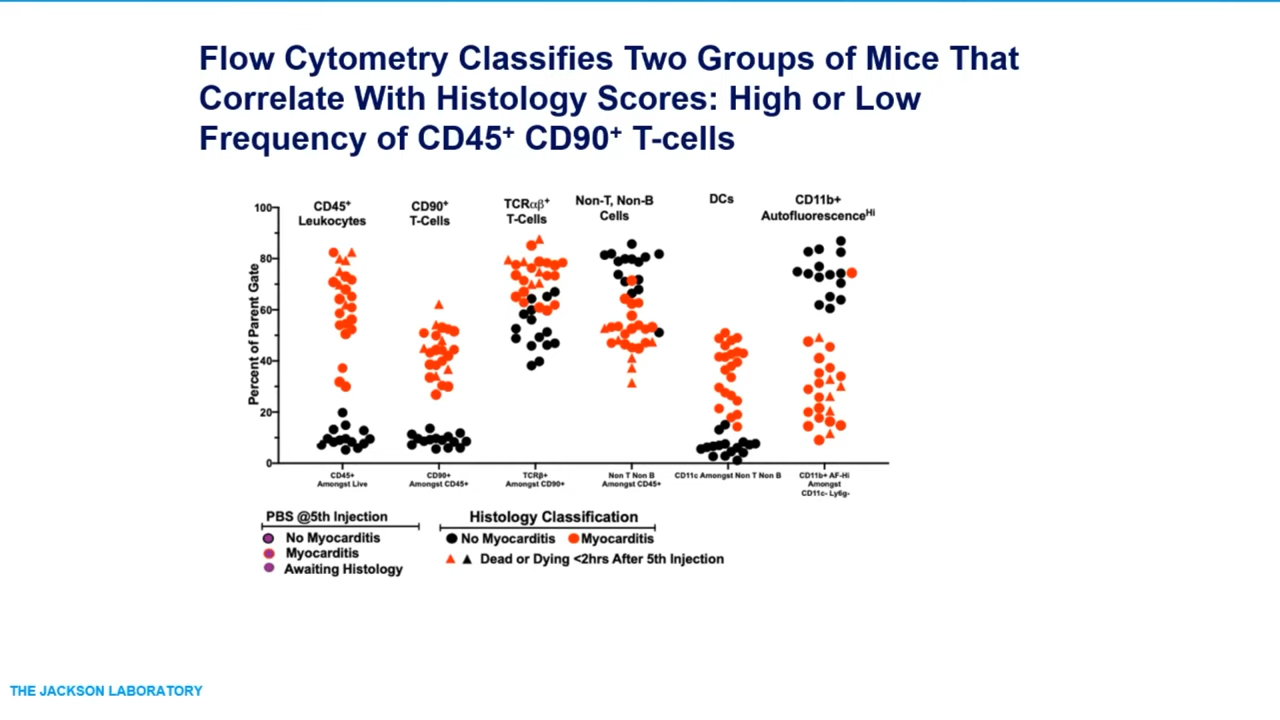 Flow Cytometry Classifies Two Groups of Mice That
Correlate With Histology Scores: High or Low
Frequency of CD45⁺ CD90⁺ T-cells
CD45⁺
Leukocytes
CD90⁺
T-Cells
TCRαβ⁺
T-Cells
Non-T, Non-B
Cells
DCs
CD11b+
Autofluorescenceᴴⁱ
Percent of Parent Gate
100
80
60
40
20
0
CD45+
Amongst Live
CD90+
Amongst CD45+
TCRβ+
Amongst CD90+
Non T Non B
Amongst CD45+
CD11c Amongst Non T Non B
CD11b+ AF-Hi
Amongst
CD11c- Ly6g-
PBS @5th Injection
No Myocarditis
Myocarditis
Awaiting Histology
Histology Classification
No Myocarditis Myocarditis
Dead or Dying <2hrs After 5th Injection
THE JACKSON LABORATORY